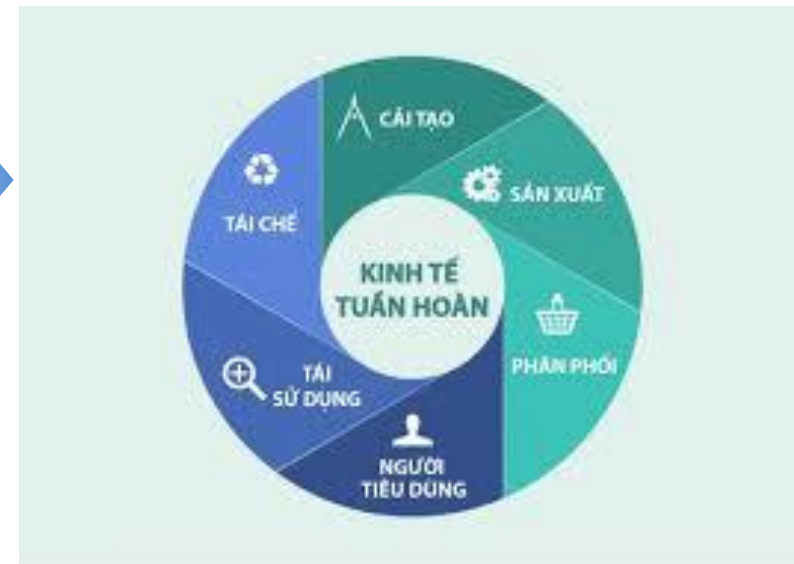 CẢI TẠO
SẢN XUẤT
PHÂN PHỐI
NGƯỜI
TIÊU DÙNG
TÁI
SỬ DỤNG
TÁI CHẾ
KINH TẾ
TUẦN HOÀN